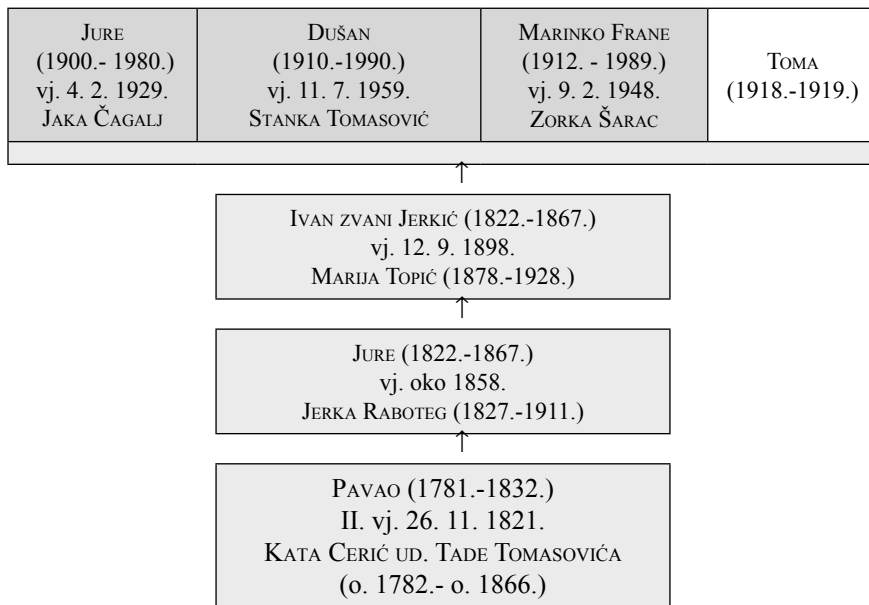 Jure
(1900.- 1980.)
vj. 4. 2. 1929.
Jaka Čagalj
Dušan
(1910.-1990.)
vj. 11. 7. 1959.
Stanka Tomasović
Marinko Frane
(1912. - 1989.)
vj. 9. 2. 1948.
Zorka Šarac
Toma
(1918.-1919.)
Ivan zvani Jerkić (1822.-1867.)
vj. 12. 9. 1898.
Marija Topić (1878.-1928.)
Jure (1822.-1867.)
vj. oko 1858.
Jerka Raboteg (1827.-1911.)
Pavao (1781.-1832.)
II. vj. 26. 11. 1821.
Kata Cerić ud. Tade Tomasovića
(o. 1782.- o. 1866.)